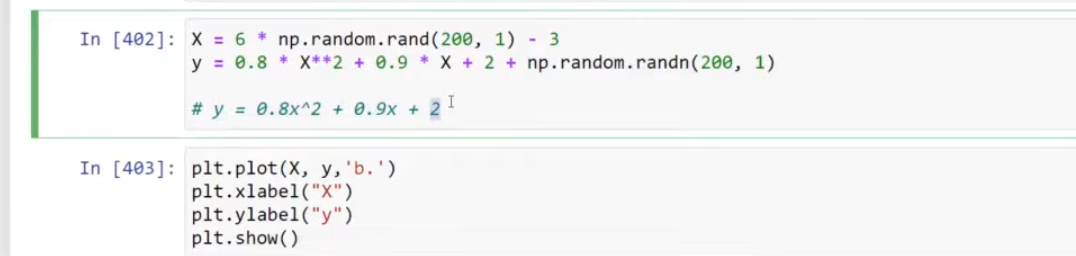 In [402]: X = 6 * np.random.rand(200, 1) - 3
y = 0.8 * X**2 + 0.9 * X + 2 + np.random.randn(200, 1)
# y = 0.8x^2 + 0.9x + 2
In [403]: plt.plot(X, y,'b.')
plt.xlabel("X")
plt.ylabel("y")
plt.show()